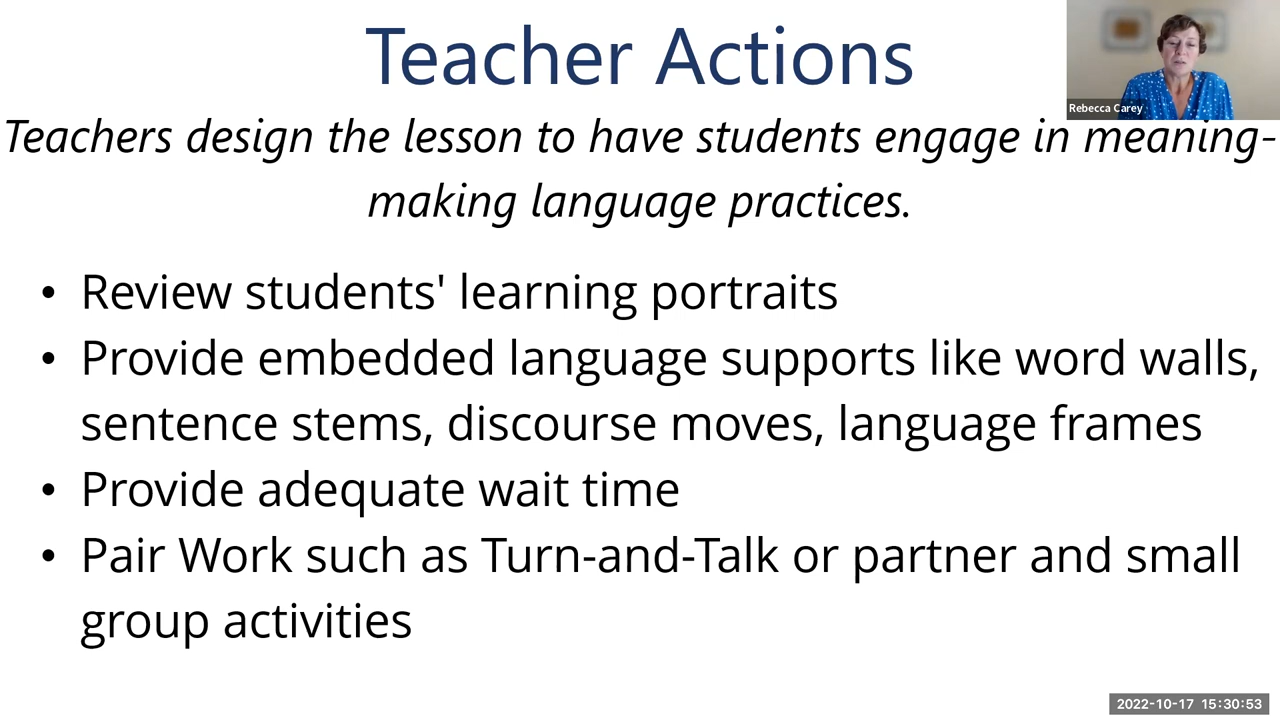 Teacher Actions
Rebecca Carey
Teachers design the lesson to have students engage in meaning-
making language practices.
• Review students' learning portraits
• Provide embedded language supports like word walls,
sentence stems, discourse moves, language frames
• Provide adequate wait time
• Pair Work such as Turn-and-Talk or partner and small
group activities
2022-10-17 15:30:53